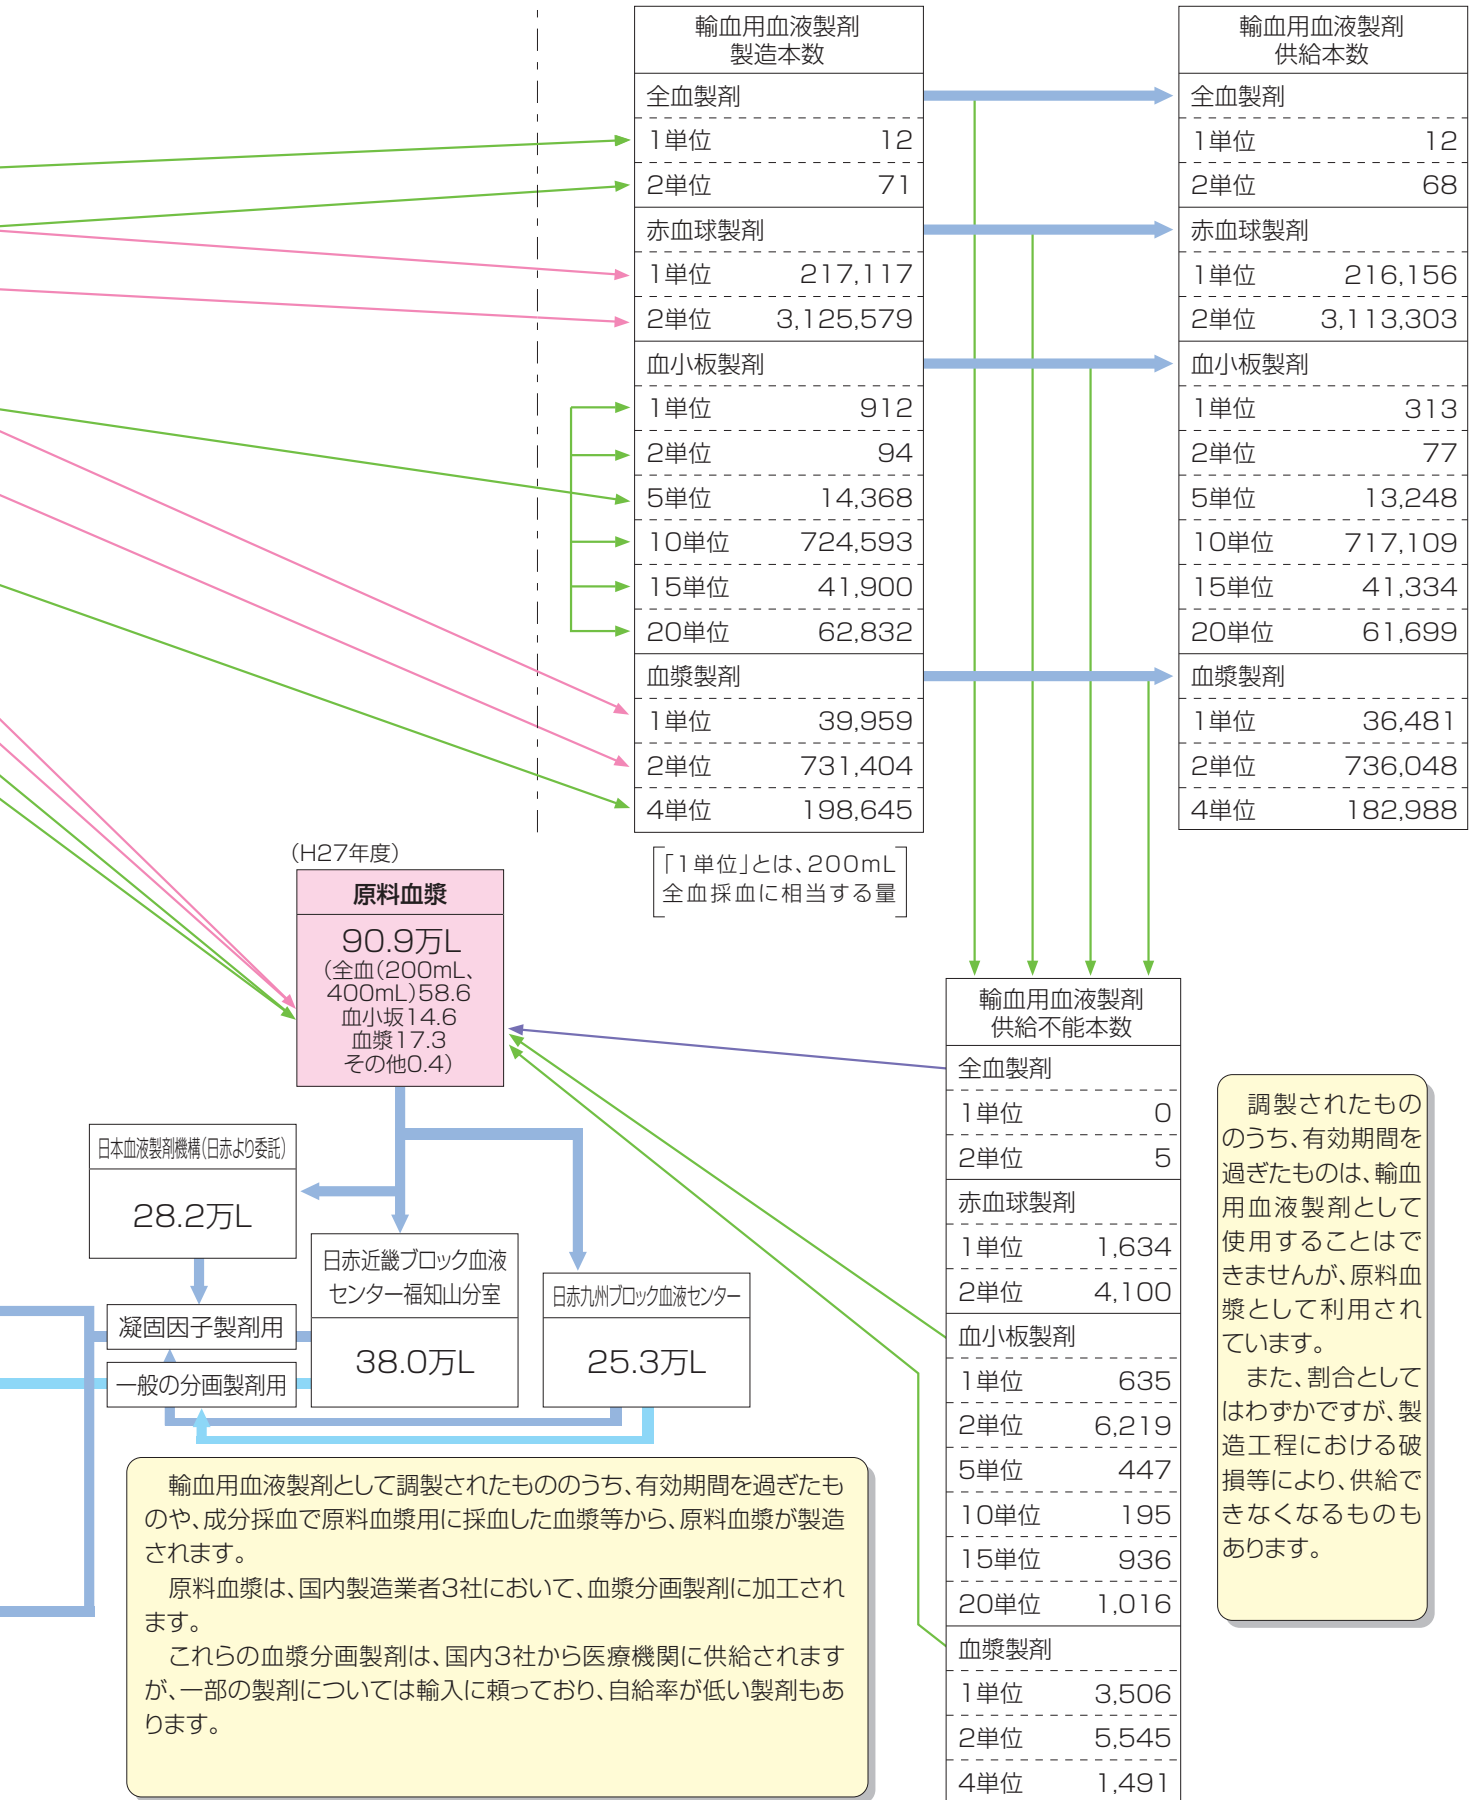 輸血用血液製剤
製造本数
全血製剤
1単位 12
2単位 71
赤血球製剤
1単位 217,117
2単位 3,125,579
血小板製剤
1単位 912
2単位 94
5単位 14,368
10単位 724,593
15単位 41,900
20単位 62,832
血漿製剤
1単位 39,959
2単位 731,404
4単位 198,645
「1単位」とは、200mL
全血採血に相当する量
輸血用血液製剤
供給本数
全血製剤
1単位 12
2単位 68
赤血球製剤
1単位 216,156
2単位 3,113,303
血小板製剤
1単位 313
2単位 77
5単位 13,248
10単位 717,109
15単位 41,334
20単位 61,699
血漿製剤
1単位 36,481
2単位 736,048
4単位 182,988
(H27年度)
原料血漿
90.9万L
(全血(200mL、
400mL)58.6
血小坂14.6
血漿17.3
その他0.4)
日本血液製剤機構(日赤より委託)
28.2万L
日赤近畿ブロック血液
センター福知山分室
38.0万L
日赤九州ブロック血液センター
25.3万L
凝固因子製剤用
一般の分画製剤用
輸血用血液製剤
供給不能本数
全血製剤
1単位 0
2単位 5
赤血球製剤
1単位 1,634
2単位 4,100
血小板製剤
1単位 635
2単位 6,219
5単位 447
10単位 195
15単位 936
20単位 1,016
血漿製剤
1単位 3,506
2単位 5,545
4単位 1,491
調製されたもの
のうち、有効期間を
過ぎたものは、輸血
用血液製剤として
使用することはで
きませんが、原料血
漿として利用され
ています。
また、割合として
はわずかですが、製
造工程における破
損等により、供給で
きなくなるものも
あります。
輸血用血液製剤として調製されたもののうち、有効期間を過ぎたも
のや、成分採血で原料血漿用に採血した血漿等から、原料血漿が製造
されます。
原料血漿は、国内製造業者3社において、血漿分画製剤に加工され
ます。
これらの血漿分画製剤は、国内3社から医療機関に供給されます
が、一部の製剤については輸入に頼っており、自給率が低い製剤もあ
ります。